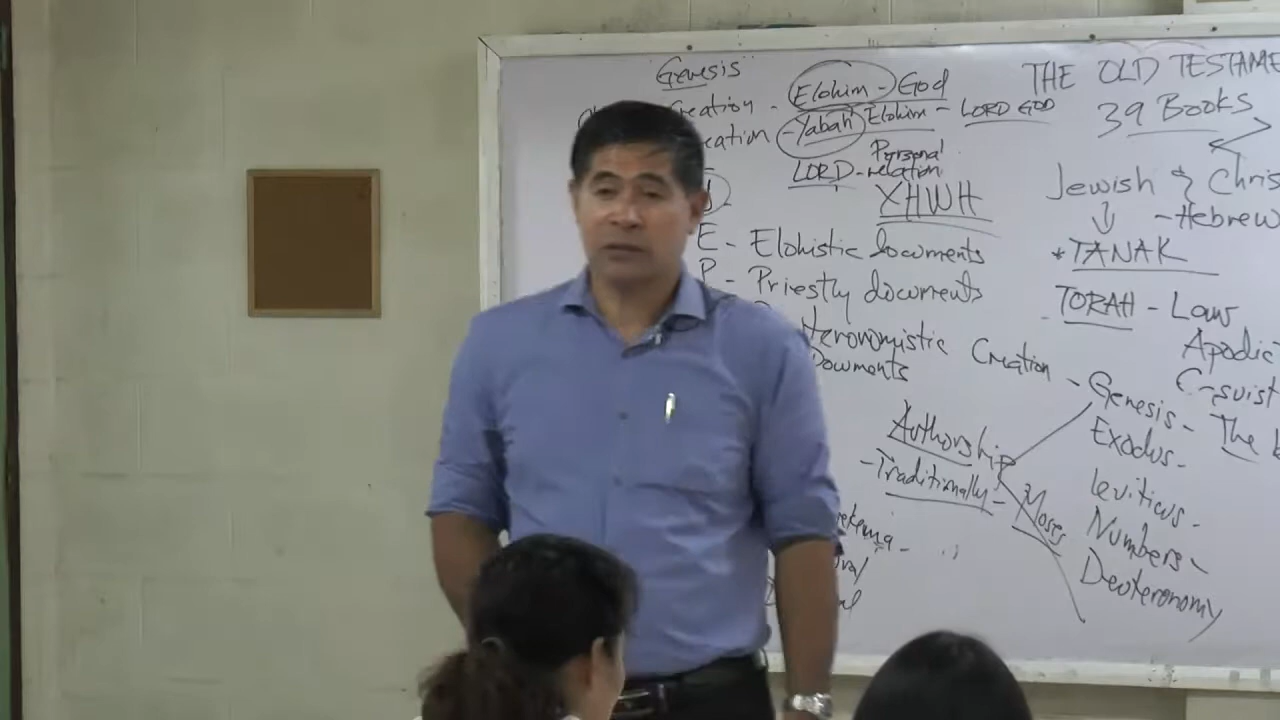 "Genesis"
Creation - Elohim - God
-Yabah Elohim - LORD GOD
LORD - Personal relation
YHWH
J
E - Elohistic documents
P - Priestly documents
Documents
Authorship
-Traditionally - Moses
THE OLD TESTAME
39 Books
Jewish & Chris
-Hebrew
*TANAK
TORAH - Law
Apodic
Casuist
Creation - Genesis - The
Exodus -
Leviticus -
Numbers -
Deuteronomy